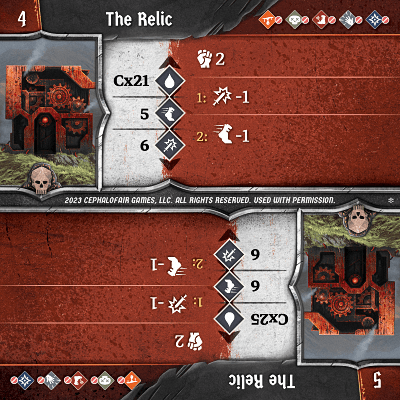 4 The Relic
2
Cx21
1: -1
5
2: -1
6
2023 CEPHALOFAIR GAMES, LLC. ALL RIGHTS RESERVED. USED WITH PERMISSION.
5 The Relic
2
Cx25
1: -1
6
2: -1
6